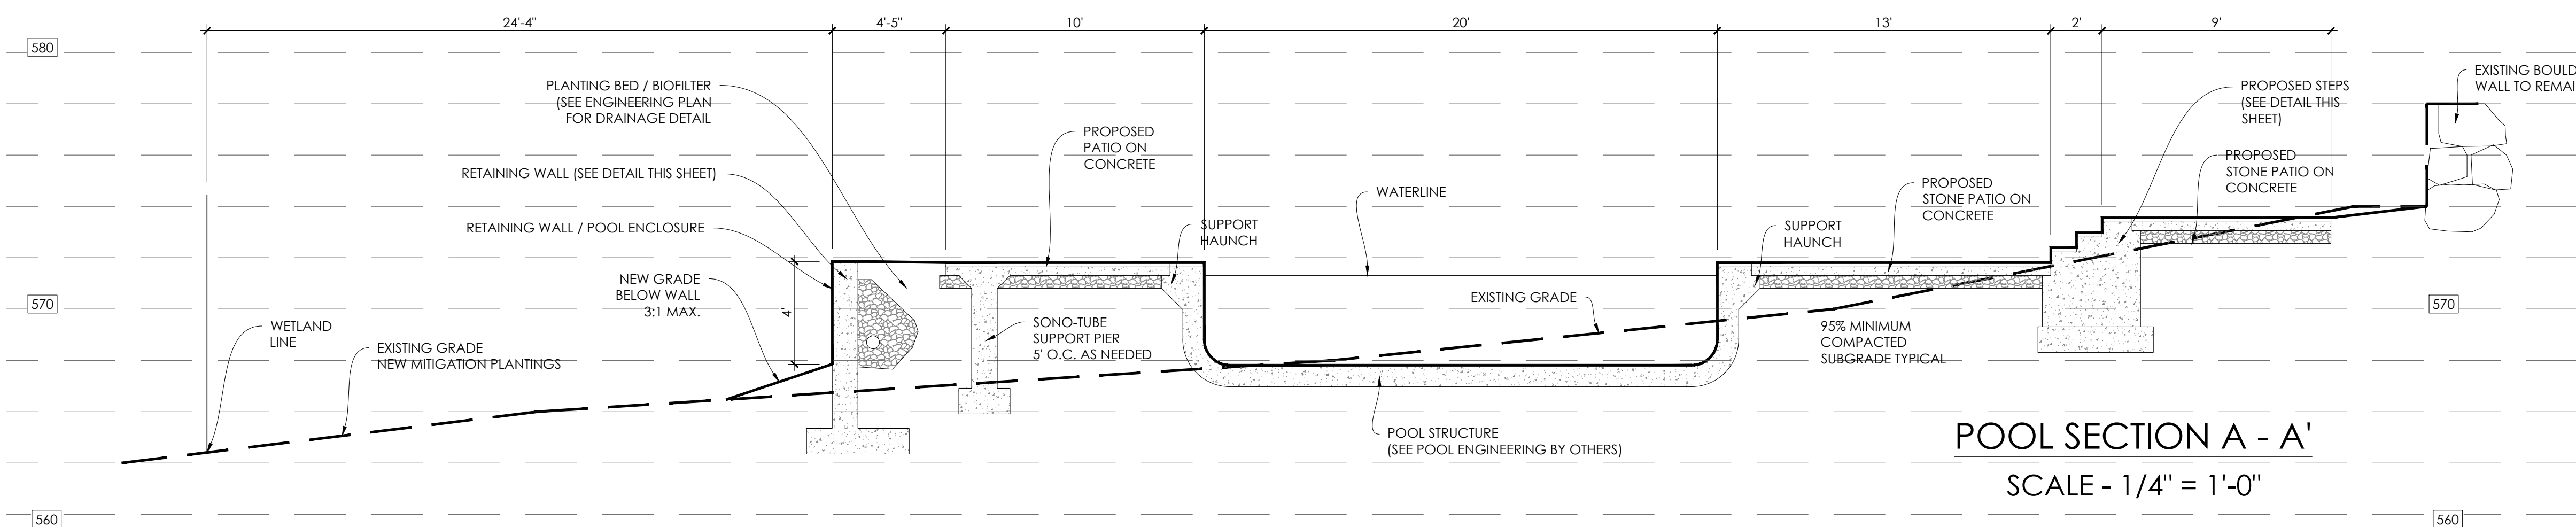 24'-4"
4'-5"
10'
20'
13'
2'
9'
580
PLANTING BED / BIOFILTER
(SEE ENGINEERING PLAN
FOR DRAINAGE DETAIL
RETAINING WALL (SEE DETAIL THIS SHEET)
RETAINING WALL / POOL ENCLOSURE
NEW GRADE
BELOW WALL
3:1 MAX.
4'
570
WETLAND
LINE
EXISTING GRADE
NEW MITIGATION PLANTINGS
PROPOSED
PATIO ON
CONCRETE
SUPPORT
HAUNCH
SONO-TUBE
SUPPORT PIER
5' O.C. AS NEEDED
WATERLINE
EXISTING GRADE
POOL STRUCTURE
(SEE POOL ENGINEERING BY OTHERS)
SUPPORT
HAUNCH
PROPOSED
STONE PATIO ON
CONCRETE
95% MINIMUM
COMPACTED
SUBGRADE TYPICAL
PROPOSED STEPS
(SEE DETAIL THIS
SHEET)
PROPOSED
STONE PATIO ON
CONCRETE
EXISTING BOULD
WALL TO REMAI
570
POOL SECTION A - A'
SCALE - 1/4" = 1'-0"
560
560